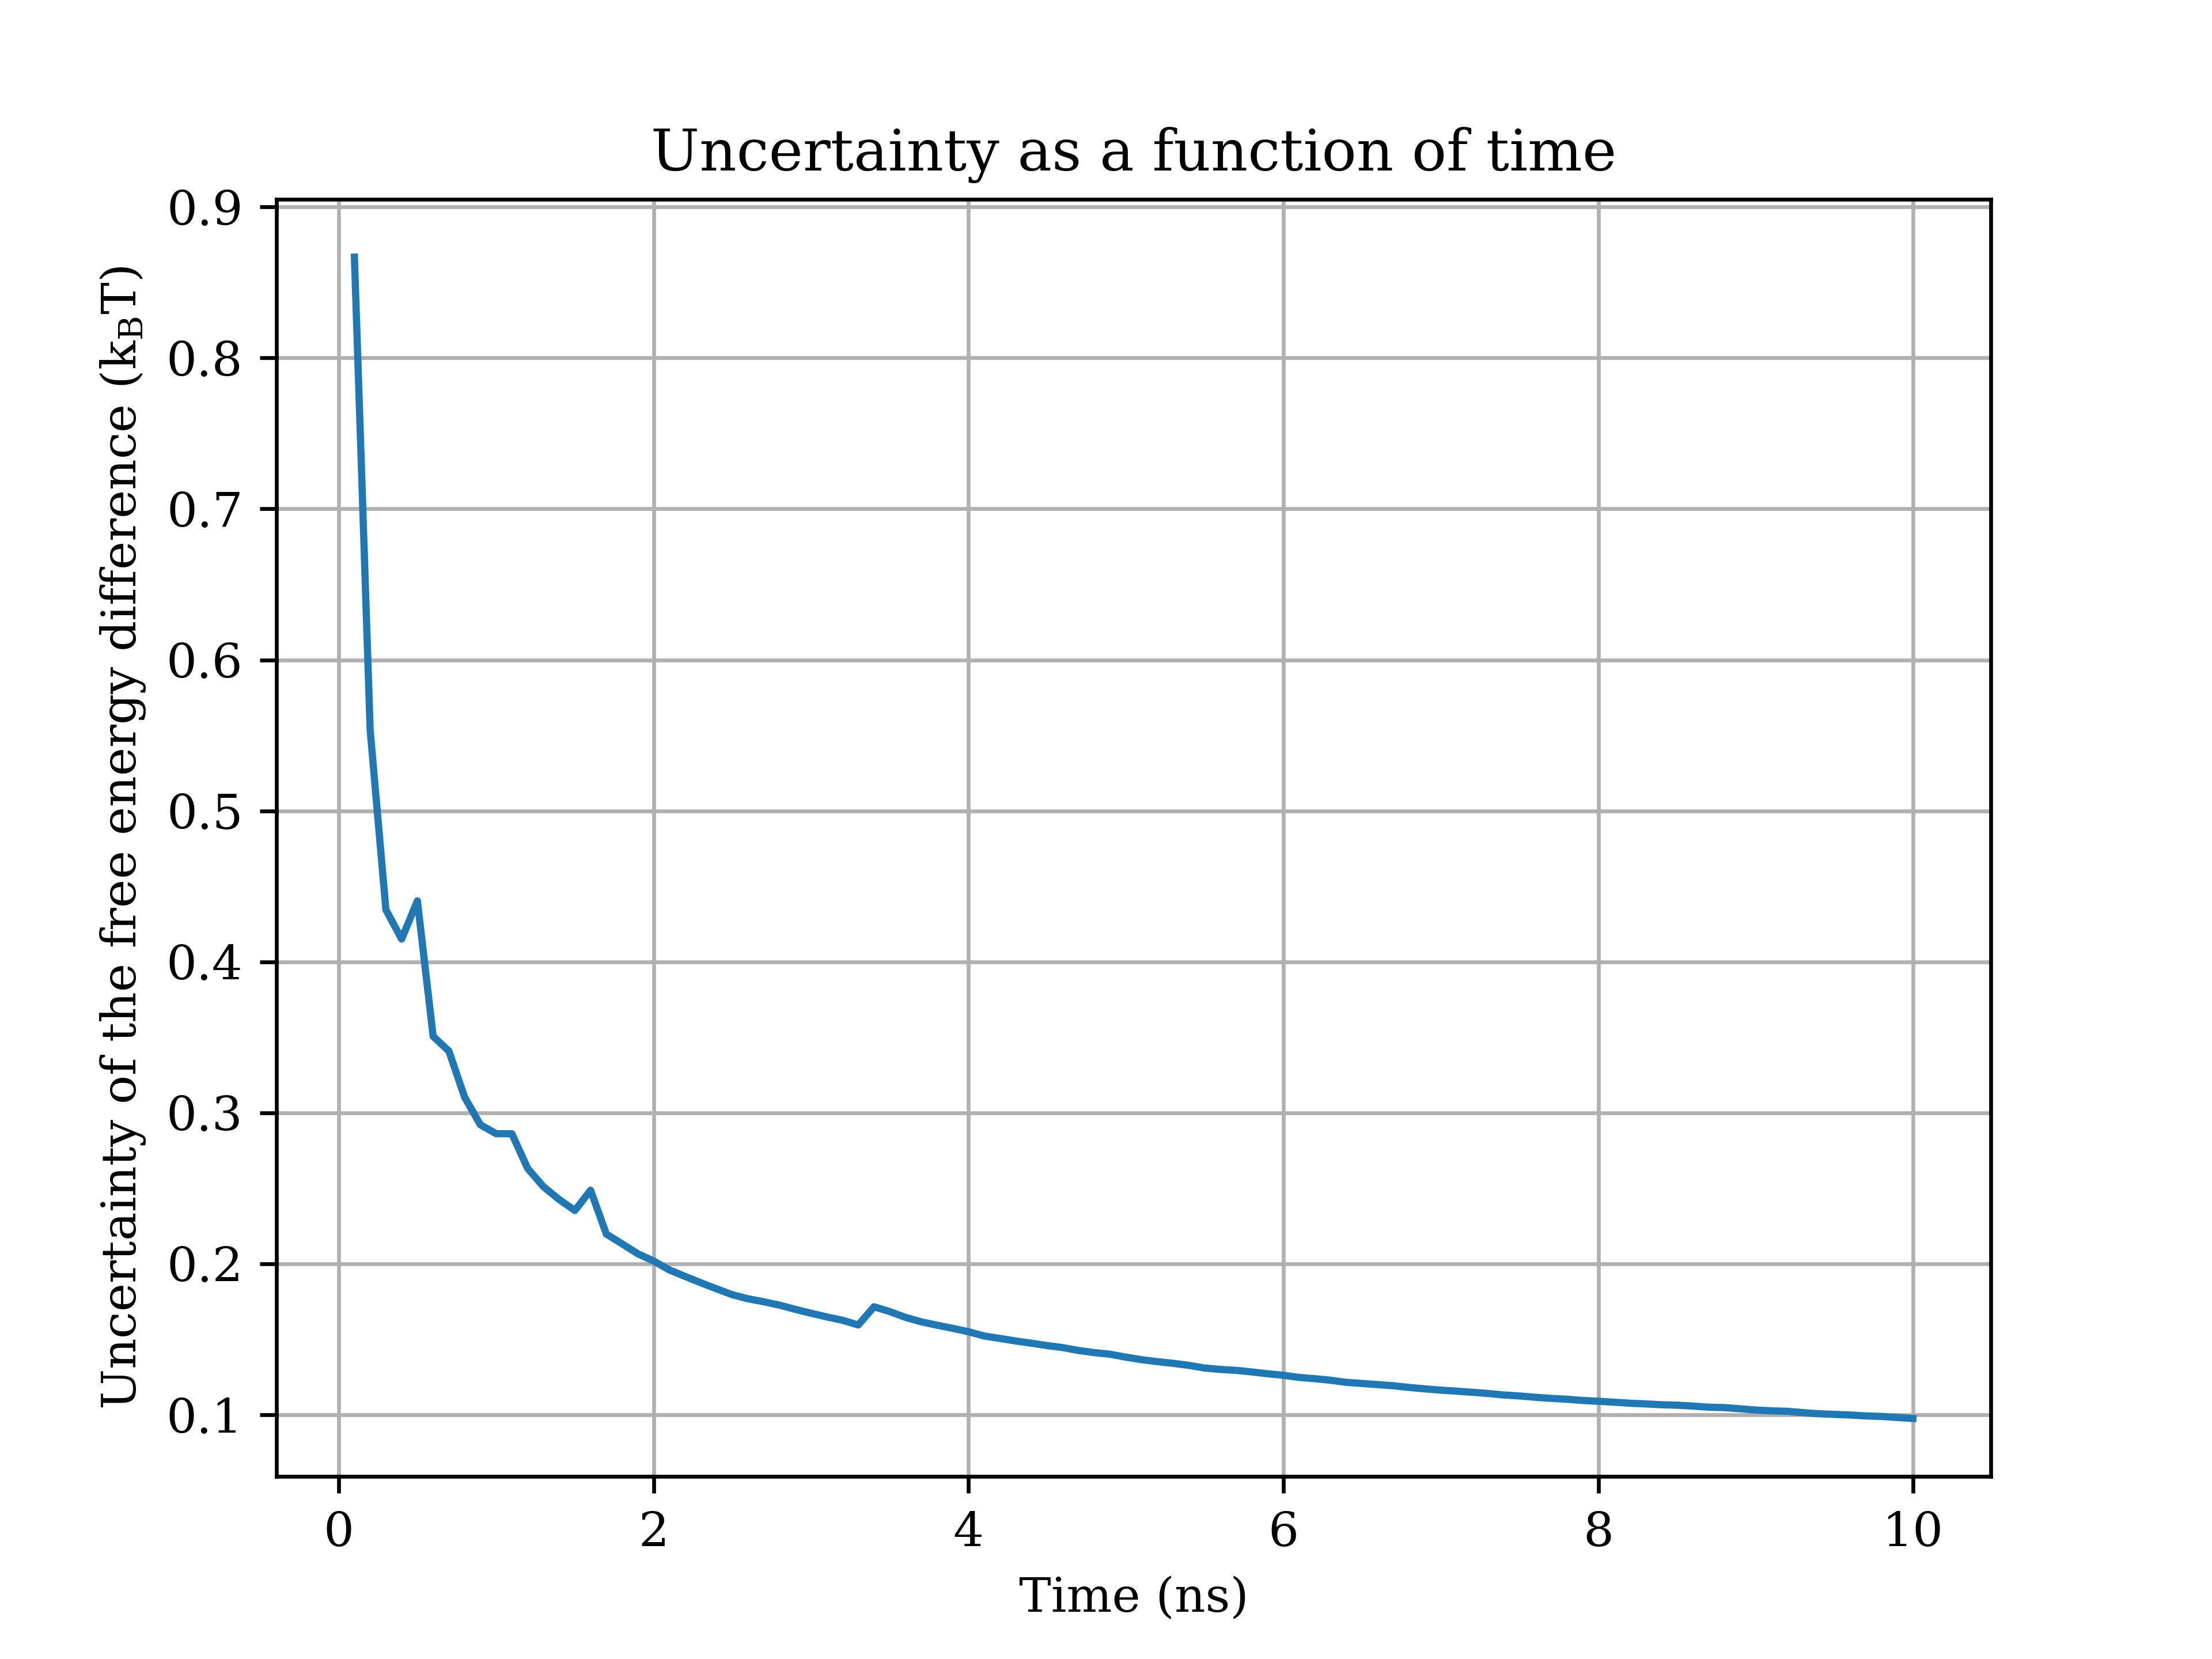 Uncertainty as a function of time
Uncertainty of the free energy difference (k_BT)
0.9
0.8
0.7
0.6
0.5
0.4
0.3
0.2
0.1
0 2 4 6 8 10
Time (ns)